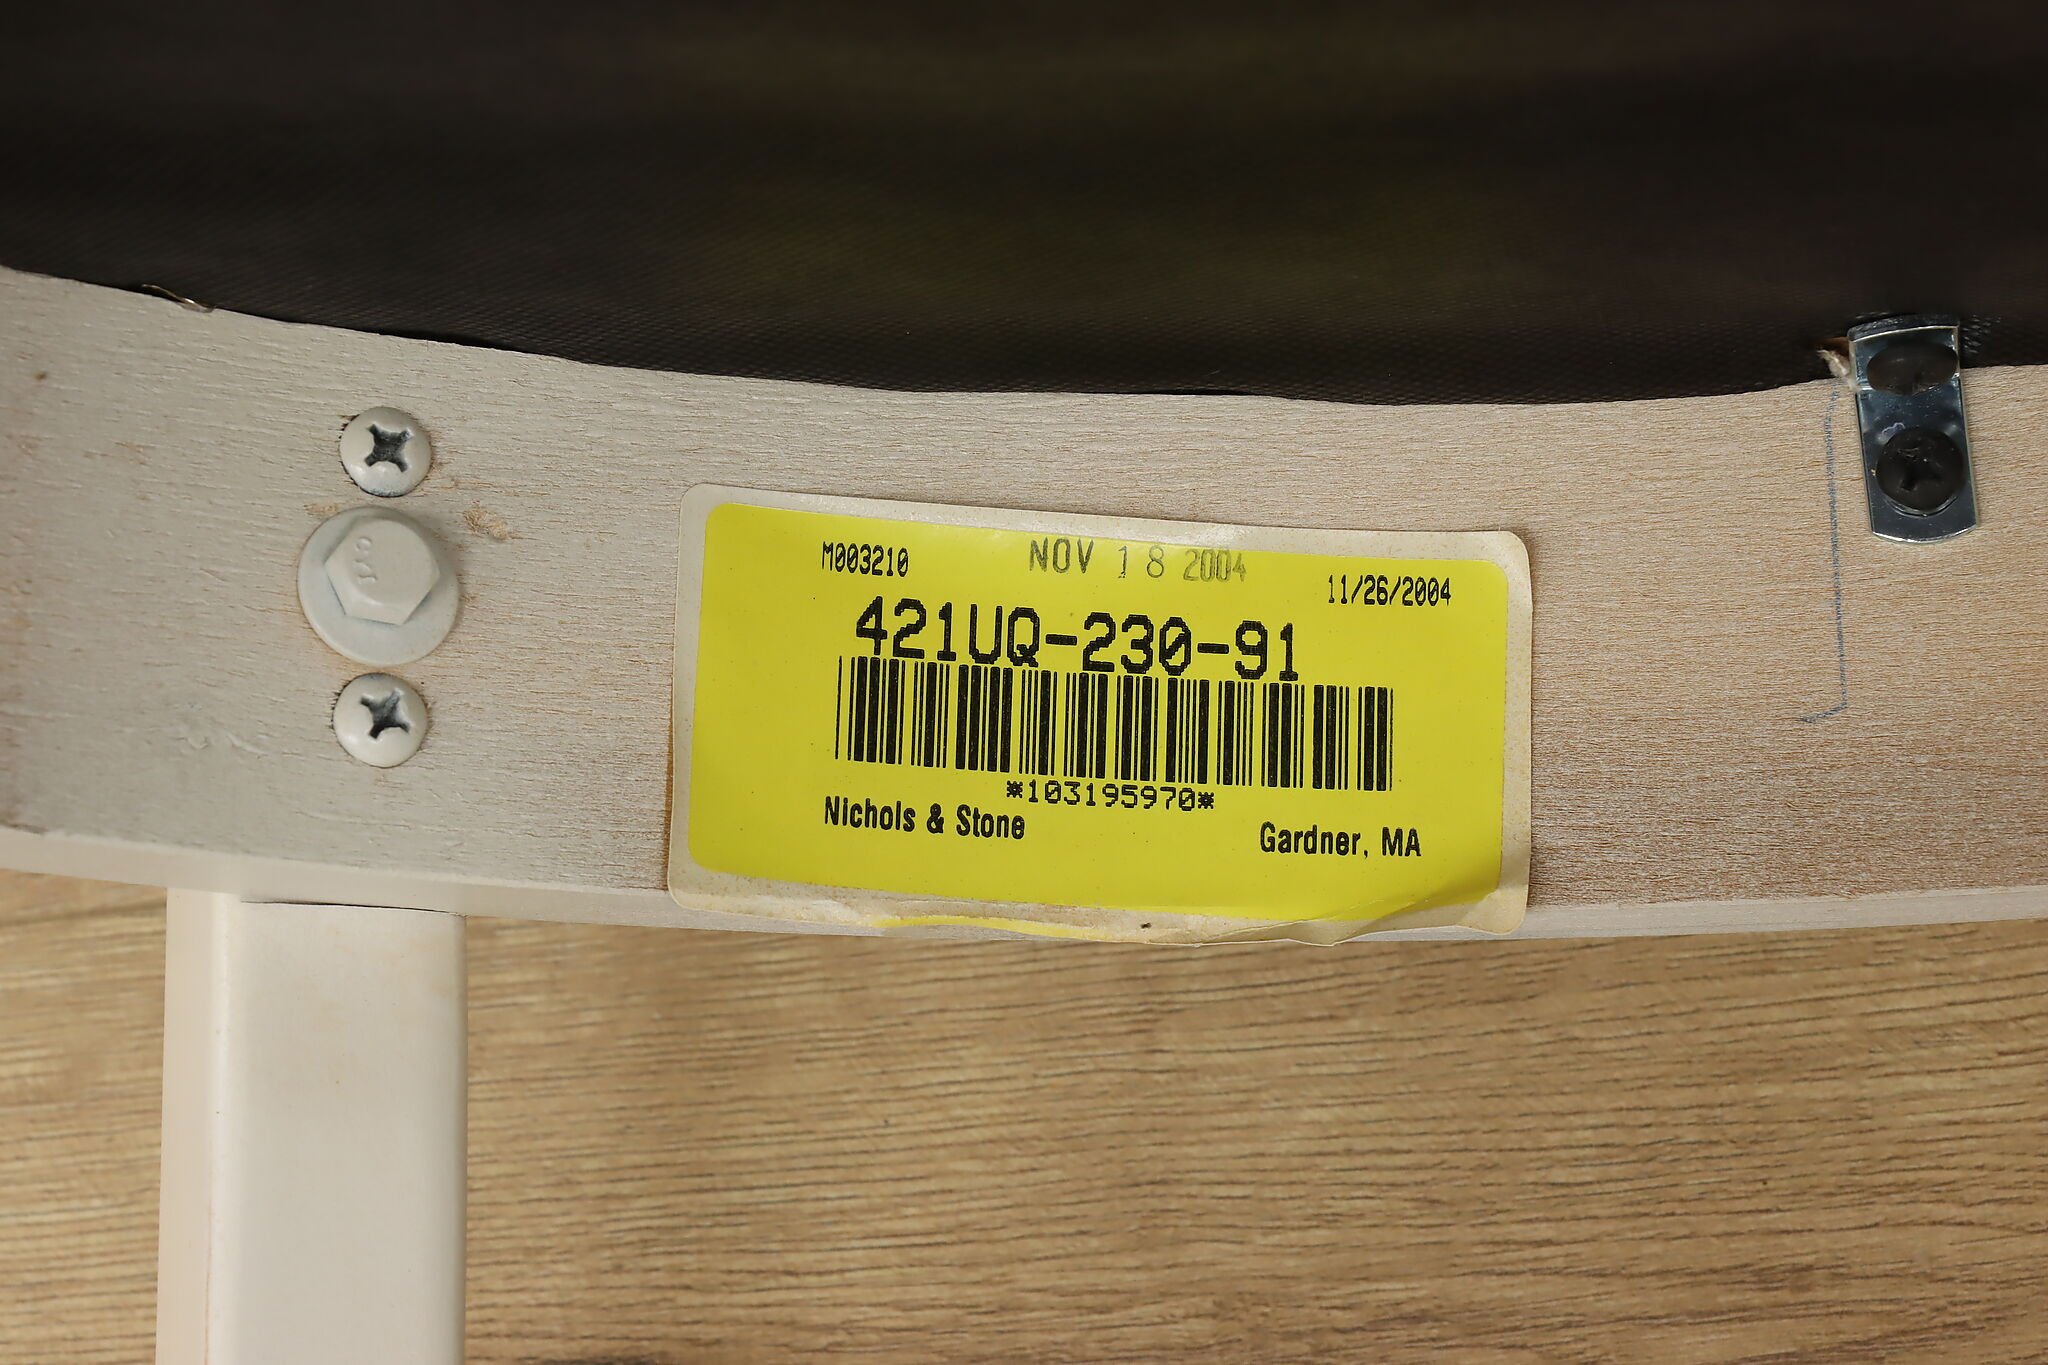 M003210 NOV 18 2004 11/26/2004
421UQ-230-91
*103195970*
Nichols & Stone Gardner, MA